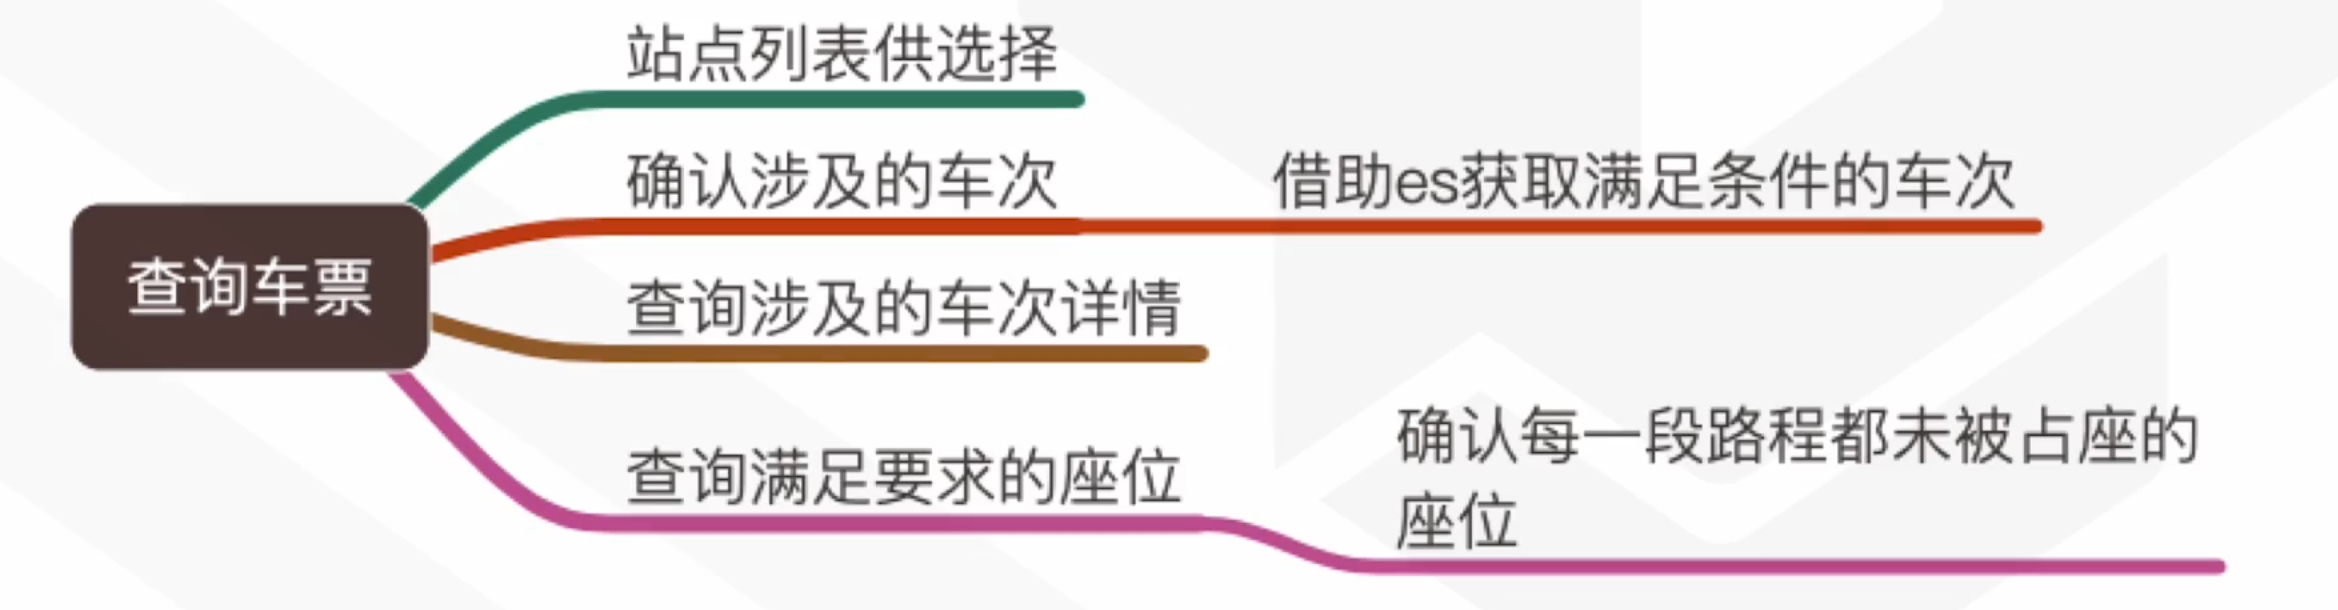 查询车票
站点列表供选择
确认涉及的车次
借助es获取满足条件的车次
查询涉及的车次详情
查询满足要求的座位
确认每一段路程都未被占座的
座位